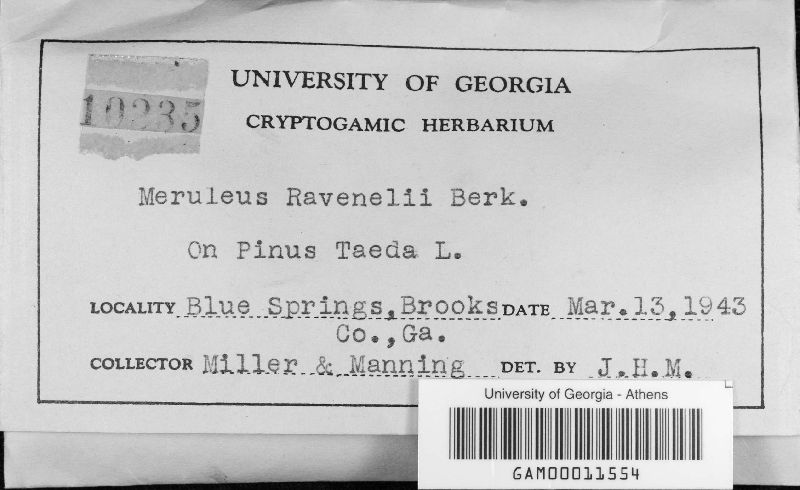 10235
UNIVERSITY OF GEORGIA
CRYPTOGAMIC HERBARIUM
Meruleus Ravenelii Berk.
On Pinus Taeda L.
LOCALITY Blue Springs, Brooks DATE Mar.13,1943
Co.,Ga.
COLLECTOR Miller & Manning DET. BY J.H.M.
University of Georgia - Athens
GAM00011554